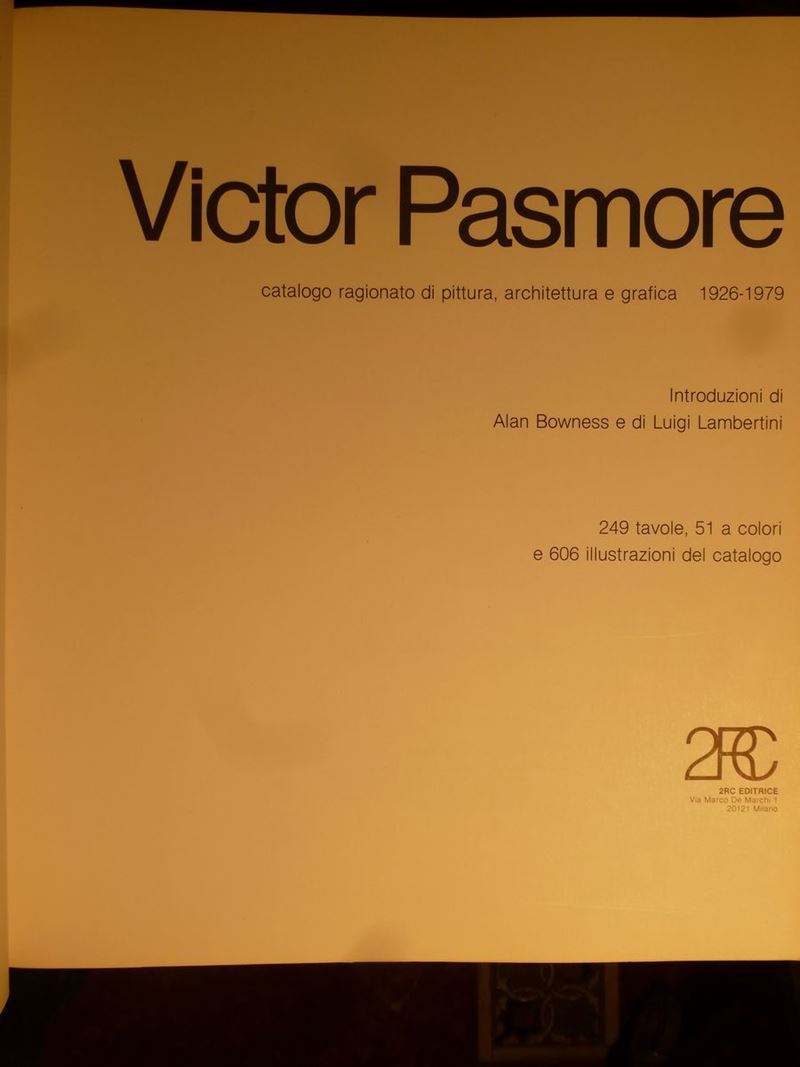 Victor Pasmore
catalogo ragionato di pittura, architettura e grafica 1926-1979
Introduzioni di
Alan Bowness e di Luigi Lambertini
249 tavole, 51 a colori
e 606 illustrazioni del catalogo
2RC
2RC EDITRICE
Via Marco De Marchi 1
20121 Milano